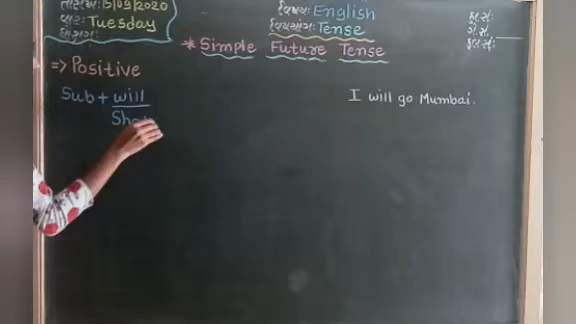 તારીખ:15/09/2020
વાર: Tuesday
વિષય: English
વિષયાંગ: Tense
* Simple Future Tense
=> Positive
Sub + will
I will go Mumbai.